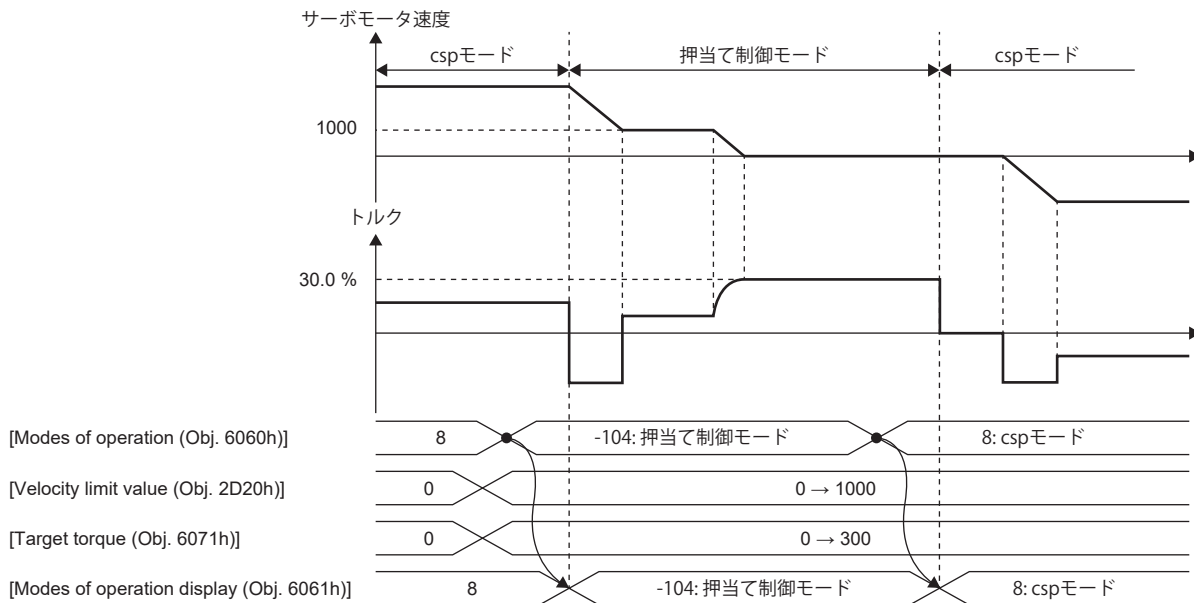 サーボモータ速度
cspモード 押当て制御モード cspモード
1000
トルク
30.0 %
[Modes of operation (Obj. 6060h)] 8 -104: 押当て制御モード 8: cspモード
[Velocity limit value (Obj. 2D20h)] 0 0 → 1000
[Target torque (Obj. 6071h)] 0 0 → 300
[Modes of operation display (Obj. 6061h)] 8 -104: 押当て制御モード 8: cspモード